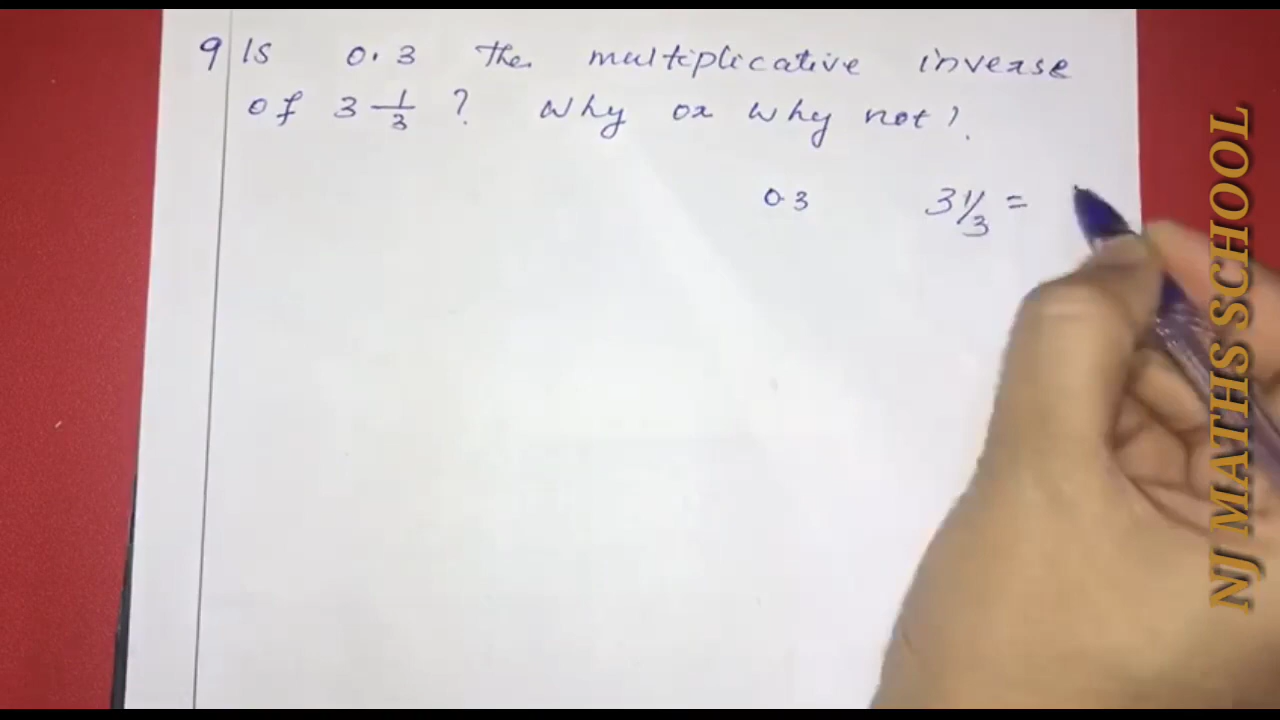 9 Is 0.3 the multiplicative inverse
of 3 1/3 ? Why or why not?.
0.3 3 1/3 =
NJ MATHS SCHOOL